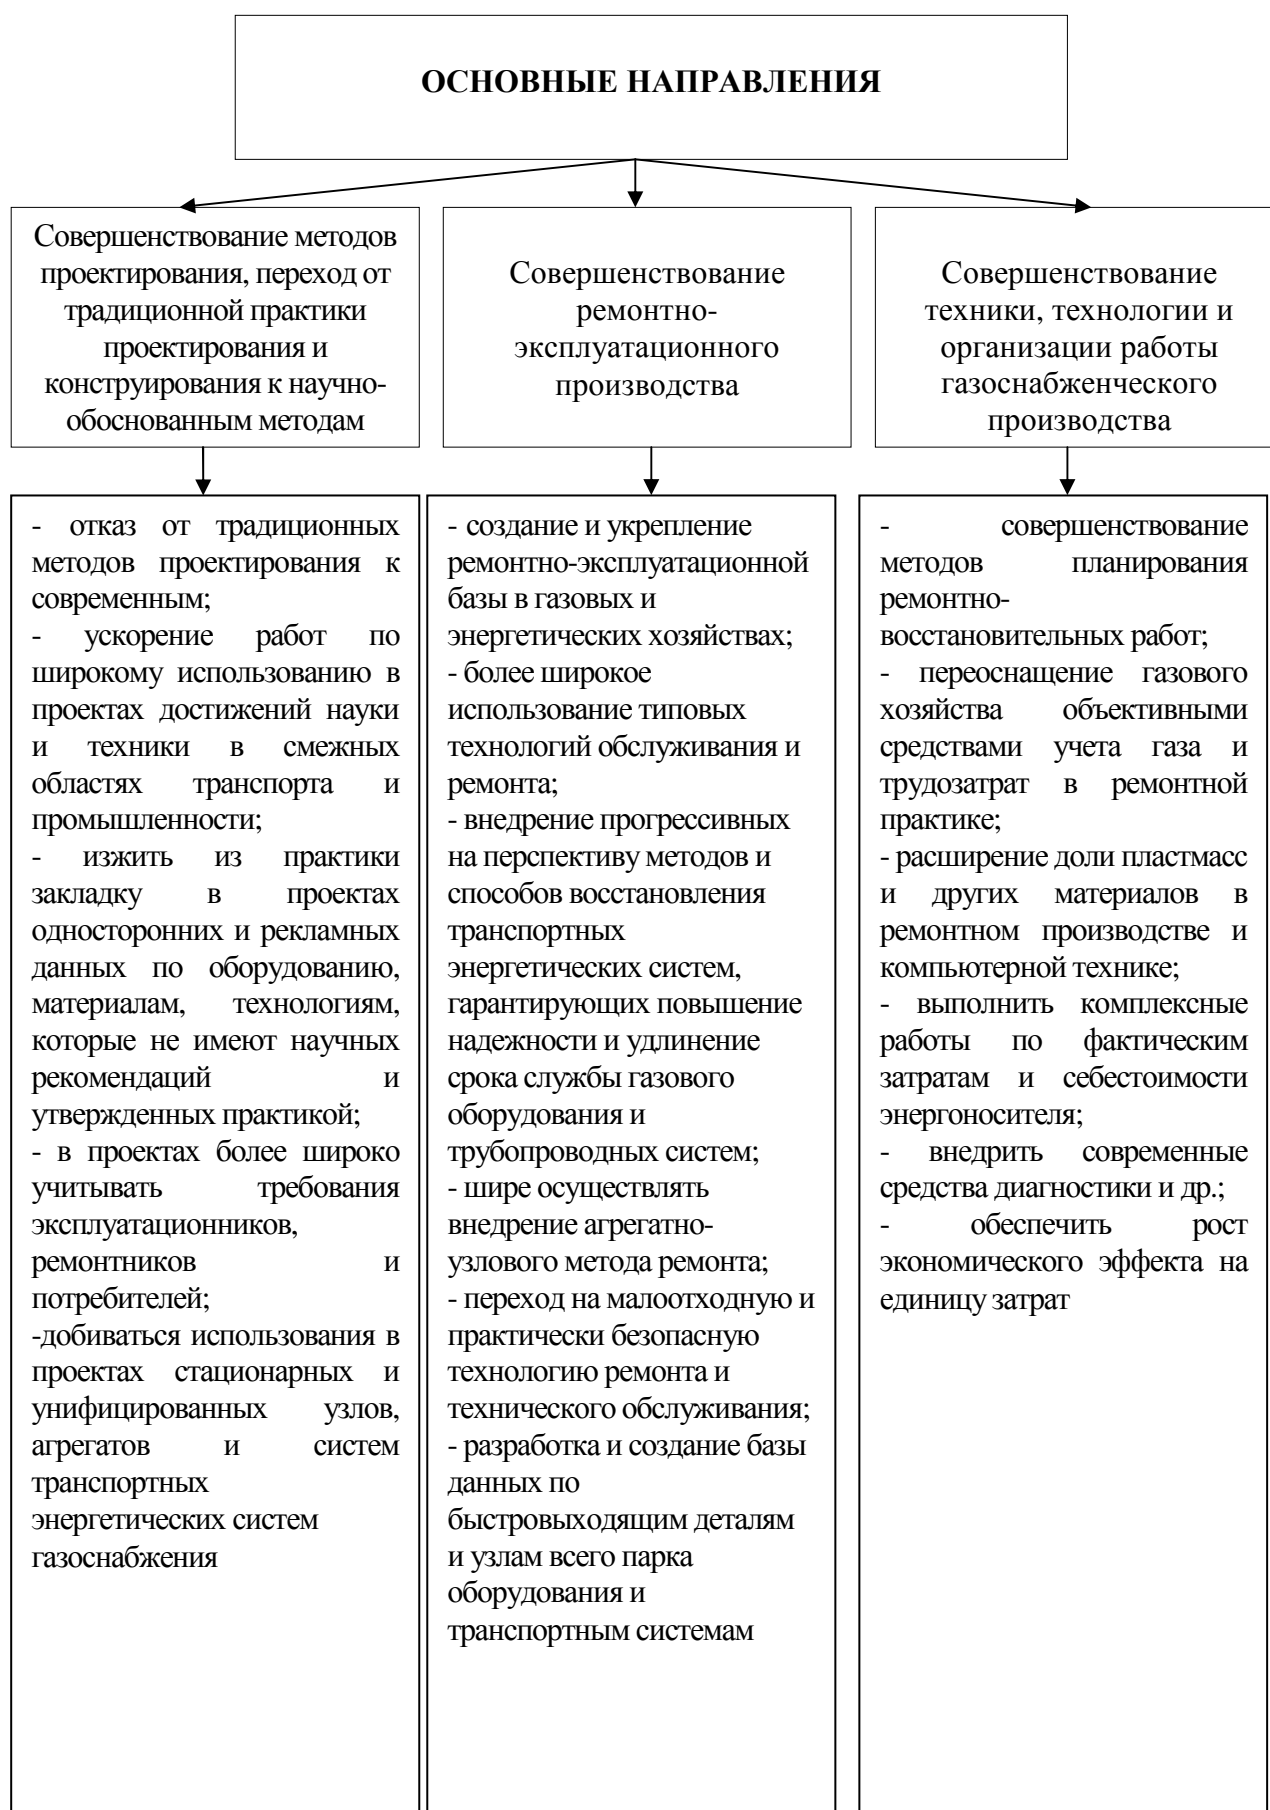 ОСНОВНЫЕ НАПРАВЛЕНИЯ
Совершенствование методов
проектирования, переход от
традиционной практики
проектирования и
конструирования к научно-
обоснованным методам
Совершенствование
ремонтно-
эксплуатационного
производства
Совершенствование
техники, технологии и
организации работы
газоснабженческого
производства
- отказ от традиционных
методов проектирования к
современным;
- ускорение работ по
широкому использованию в
проектах достижений науки
и техники в смежных
областях транспорта и
промышленности;
- изжить из практики
закладку в проектах
односторонних и рекламных
данных по оборудованию,
материалам, технологиям,
которые не имеют научных
рекомендаций и
утвержденных практикой;
- в проектах более широко
учитывать требования
эксплуатационников,
ремонтников и
потребителей;
-добиваться использования в
проектах стационарных и
унифицированных узлов,
агрегатов и систем
транспортных
энергетических систем
газоснабжения
- создание и укрепление
ремонтно-эксплуатационной
базы в газовых и
энергетических хозяйствах;
- более широкое
использование типовых
технологий обслуживания и
ремонта;
- внедрение прогрессивных
на перспективу методов и
способов восстановления
транспортных
энергетических систем,
гарантирующих повышение
надежности и удлинение
срока службы газового
оборудования и
трубопроводных систем;
- шире осуществлять
внедрение агрегатно-
узлового метода ремонта;
- переход на малоотходную и
практически безопасную
технологию ремонта и
технического обслуживания;
- разработка и создание базы
данных по
быстровыходящим деталям
и узлам всего парка
оборудования и
транспортным системам
- совершенствование
методов планирования
ремонтно-
восстановительных работ;
- переоснащение газового
хозяйства объективными
средствами учета газа и
трудозатрат в ремонтной
практике;
- расширение доли пластмасс
и других материалов в
ремонтном производстве и
компьютерной технике;
- выполнить комплексные
работы по фактическим
затратам и себестоимости
энергоносителя;
- внедрить современные
средства диагностики и др.;
- обеспечить рост
экономического эффекта на
единицу затрат